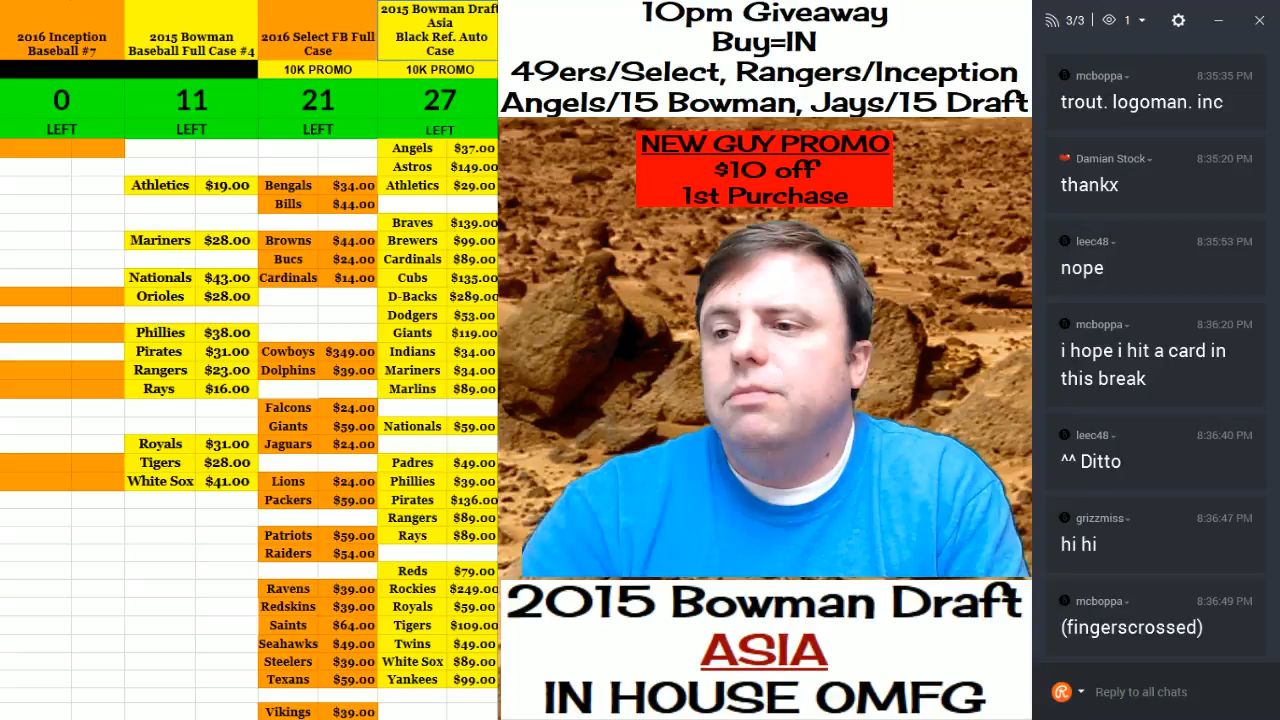 2016 Inception
Baseball #7
2015 Bowman
Baseball Full Case #4
2016 Select FB Full
Case
2015 Bowman Draft
Asia
Black Ref. Auto
Case
10K PROMO
10K PROMO
0
11
21
27
LEFT
LEFT
LEFT
LEFT
Angels $37.00
Astros $149.00
Athletics $19.00 Bengals $34.00 Athletics $29.00
Bills $44.00
Braves $139.00
Mariners $28.00 Browns $44.00 Brewers $99.00
Bucs $24.00 Cardinals $89.00
Nationals $43.00 Cardinals $14.00 Cubs $135.00
Orioles $28.00 D-Backs $289.00
Dodgers $53.00
Phillies $38.00 Giants $119.00
Pirates $31.00 Cowboys $349.00 Indians $34.00
Rangers $23.00 Dolphins $39.00 Mariners $34.00
Rays $16.00 Marlins $89.00
Falcons $24.00
Giants $59.00 Nationals $59.00
Royals $31.00 Jaguars $24.00
Tigers $28.00 Padres $49.00
White Sox $41.00 Lions $24.00 Phillies $39.00
Packers $59.00 Pirates $136.00
Rangers $89.00
Patriots $59.00 Rays $89.00
Raiders $54.00
Reds $79.00
Ravens $39.00 Rockies $249.00
Redskins $39.00 Royals $59.00
Saints $64.00 Tigers $109.00
Seahawks $49.00 Twins $49.00
Steelers $39.00 White Sox $89.00
Texans $59.00 Yankees $99.00
Vikings $39.00
10pm Giveaway
Buy=IN
49ers/Select, Rangers/Inception
Angels/15 Bowman, Jays/15 Draft
NEW GUY PROMO
$10 off
1st Purchase
2015 Bowman Draft
ASIA
IN HOUSE OMFG
3/3 | 1
mcboppa 8:35:35 PM
trout. logoman. inc
Damian Stock 8:35:20 PM
thankx
leec48 8:35:53 PM
nope
mcboppa 8:36:20 PM
i hope i hit a card in
this break
leec48 8:36:40 PM
^^ Ditto
grizzmiss 8:36:47 PM
hi hi
mcboppa 8:36:49 PM
(fingerscrossed)
Reply to all chats